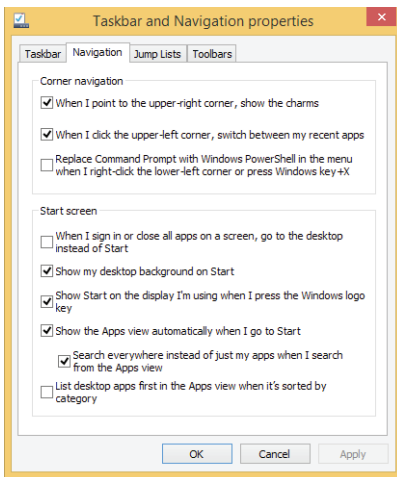 Taskbar and Navigation properties
Taskbar Navigation Jump Lists Toolbars
Corner navigation
When I point to the upper-right corner, show the charms
When I click the upper-left corner, switch between my recent apps
Replace Command Prompt with Windows PowerShell in the menu
when I right-click the lower-left corner or press Windows key+X
Start screen
When I sign in or close all apps on a screen, go to the desktop
instead of Start
Show my desktop background on Start
Show Start on the display I'm using when I press the Windows logo
key
Show the Apps view automatically when I go to Start
Search everywhere instead of just my apps when I search
from the Apps view
List desktop apps first in the Apps view when it's sorted by
category
OK Cancel Apply